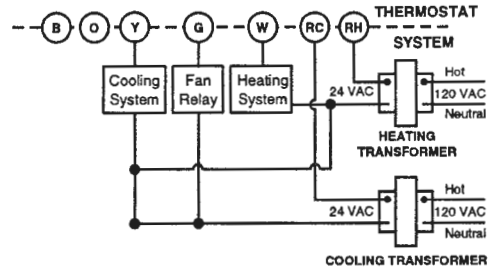 THERMOSTAT
B O Y G W RC RH
SYSTEM
Cooling System
Fan Relay
Heating System
24 VAC
Hot
120 VAC
Neutral
HEATING TRANSFORMER
24 VAC
Hot
120 VAC
Neutral
COOLING TRANSFORMER